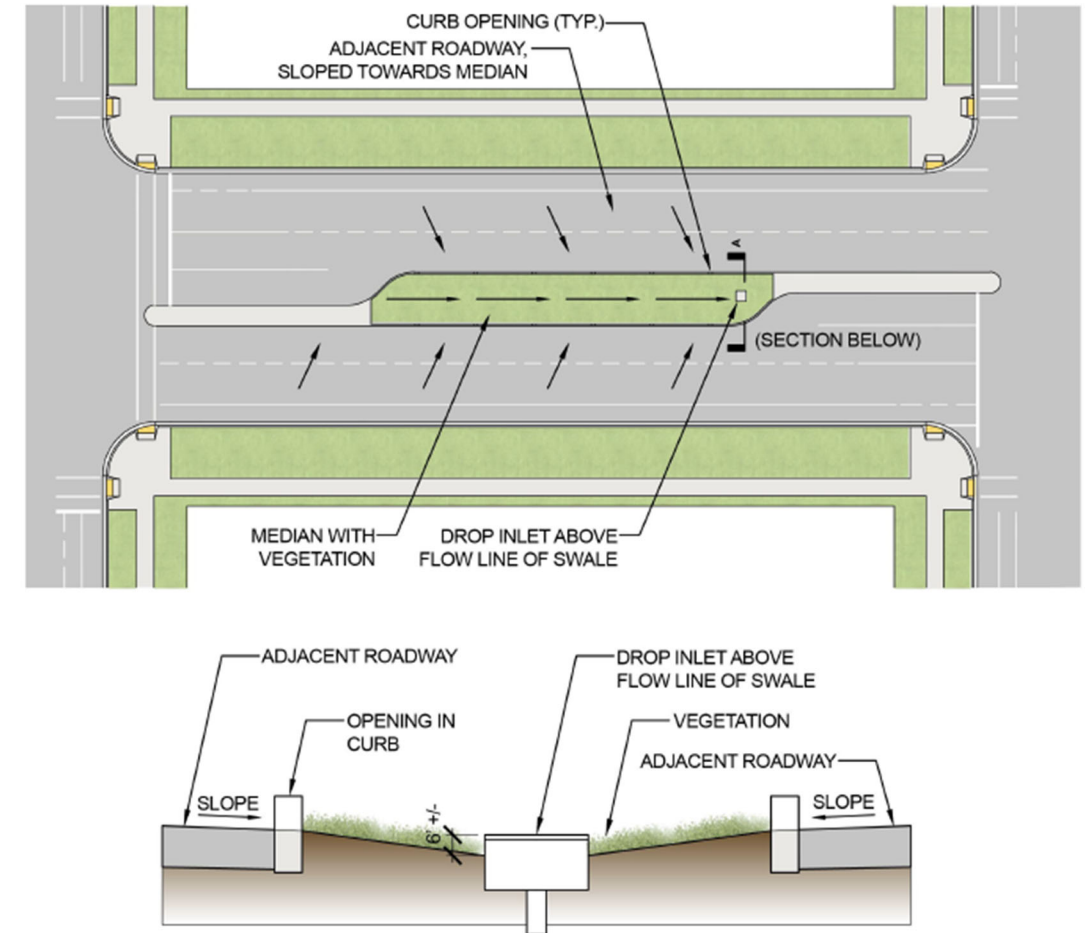 CURB OPENING (TYP.)
ADJACENT ROADWAY,
SLOPED TOWARDS MEDIAN
A
(SECTION BELOW)
MEDIAN WITH
VEGETATION
DROP INLET ABOVE
FLOW LINE OF SWALE
ADJACENT ROADWAY
DROP INLET ABOVE
FLOW LINE OF SWALE
OPENING IN
CURB
VEGETATION
ADJACENT ROADWAY
SLOPE
6" +/-
SLOPE